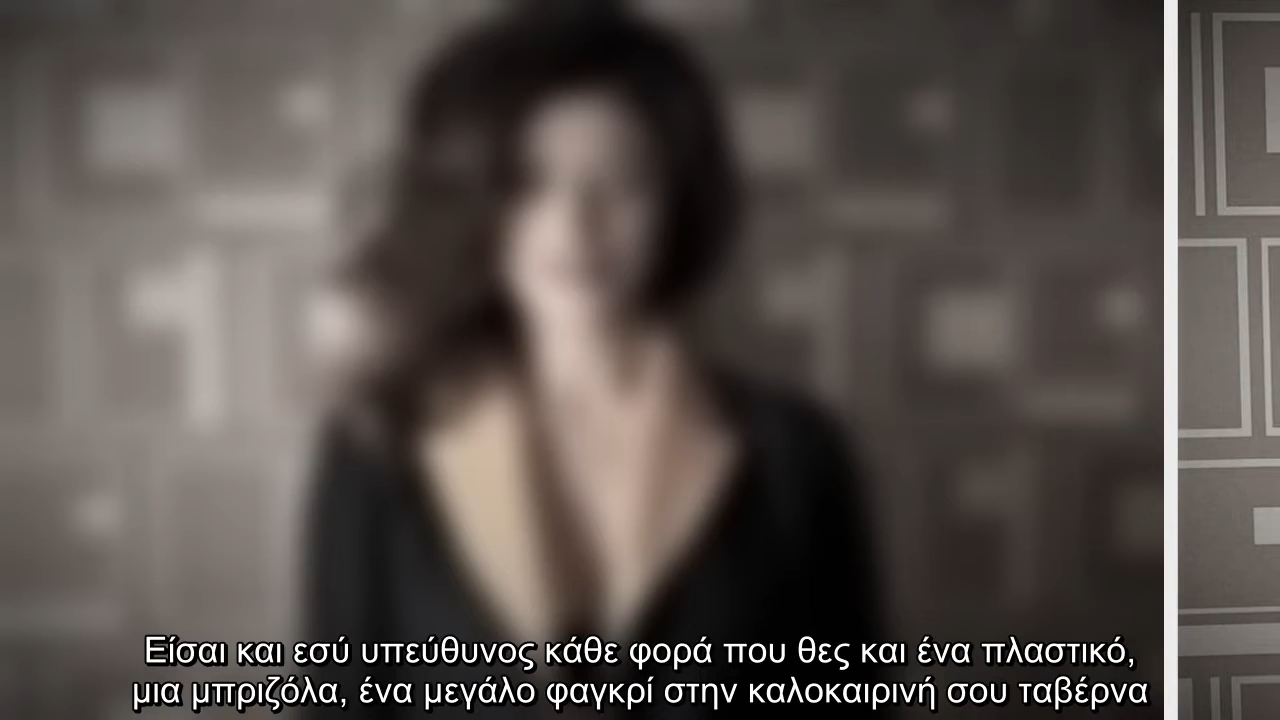 Είσαι και εσύ υπεύθυνος κάθε φορά που θες και ένα πλαστικό,
μια μπριζόλα, ένα μεγάλο φαγκρί στην καλοκαιρινή σου ταβέρνα